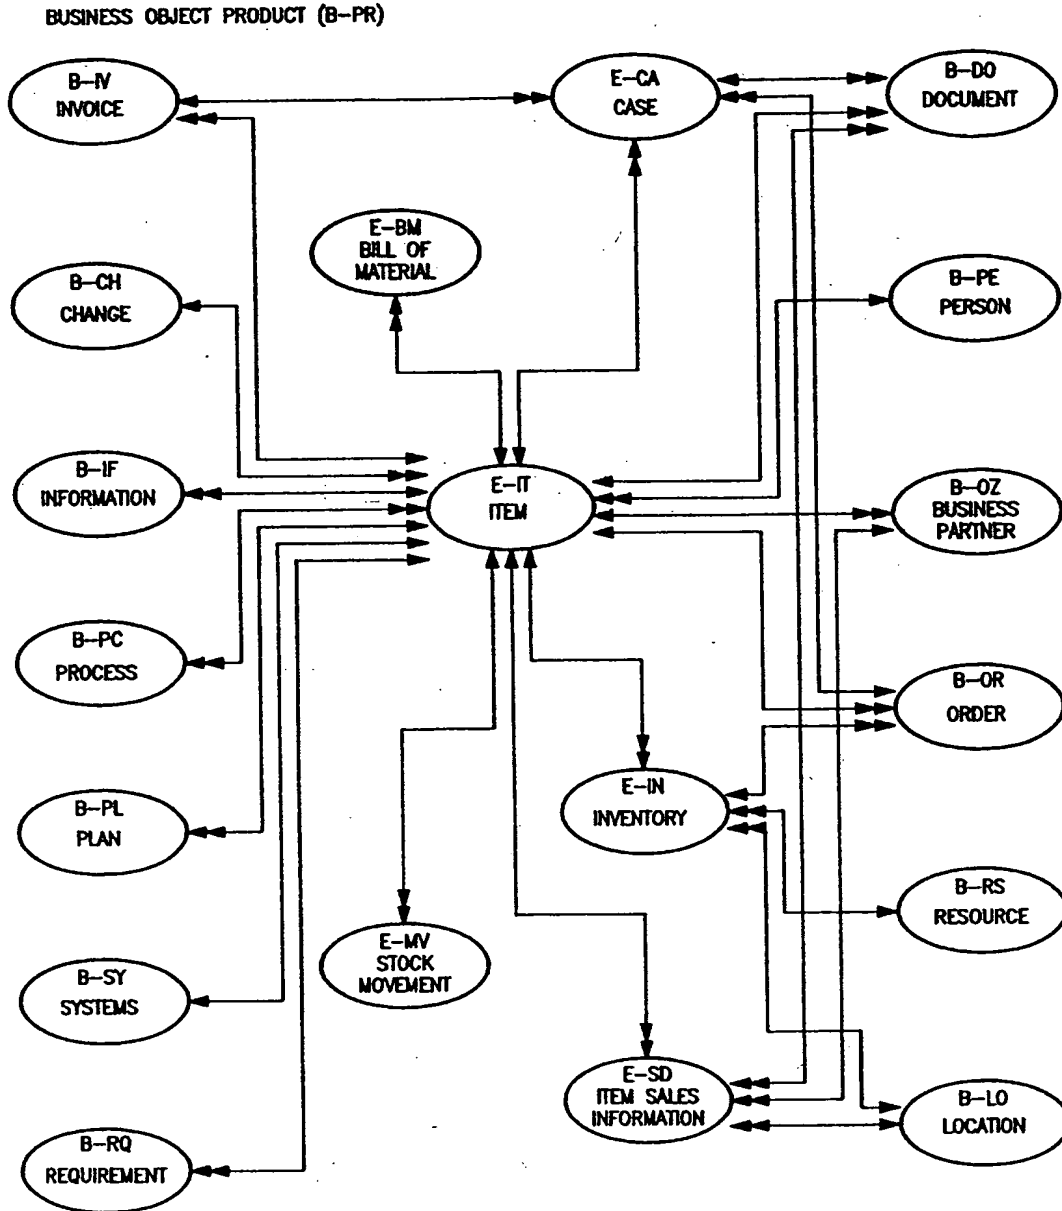 BUSINESS OBJECT PRODUCT (B-PR)
B-IV
INVOICE
E-CA
CASE
B-DO
DOCUMENT
E-BM
BILL OF
MATERIAL
B-CH
CHANGE
B-PE
PERSON
B-IF
INFORMATION
E-IT
ITEM
B-OZ
BUSINESS
PARTNER
B-PC
PROCESS
B-OR
ORDER
E-IN
INVENTORY
B-PL
PLAN
B-RS
RESOURCE
E-MV
STOCK
MOVEMENT
B-SY
SYSTEMS
E-SD
ITEM SALES
INFORMATION
B-LO
LOCATION
B-RQ
REQUIREMENT